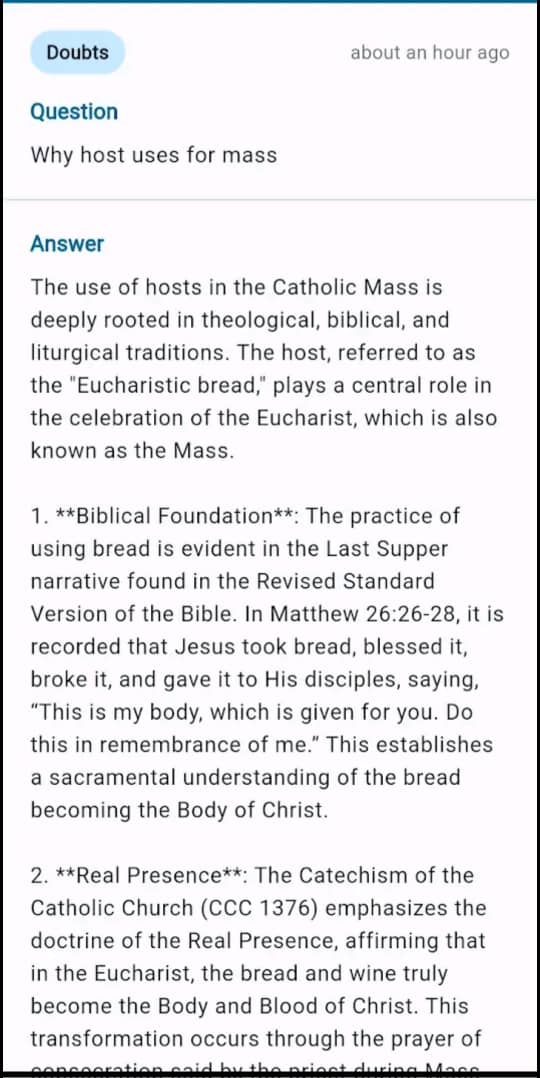 Doubts
about an hour ago
Question
Why host uses for mass
Answer
The use of hosts in the Catholic Mass is
deeply rooted in theological, biblical, and
liturgical traditions. The host, referred to as
the "Eucharistic bread," plays a central role in
the celebration of the Eucharist, which is also
known as the Mass.
1. **Biblical Foundation**: The practice of
using bread is evident in the Last Supper
narrative found in the Revised Standard
Version of the Bible. In Matthew 26:26-28, it is
recorded that Jesus took bread, blessed it,
broke it, and gave it to His disciples, saying,
"This is my body, which is given for you. Do
this in remembrance of me." This establishes
a sacramental understanding of the bread
becoming the Body of Christ.
2. **Real Presence**: The Catechism of the
Catholic Church (CCC 1376) emphasizes the
doctrine of the Real Presence, affirming that
in the Eucharist, the bread and wine truly
become the Body and Blood of Christ. This
transformation occurs through the prayer of
consecration said by the priest during Mass